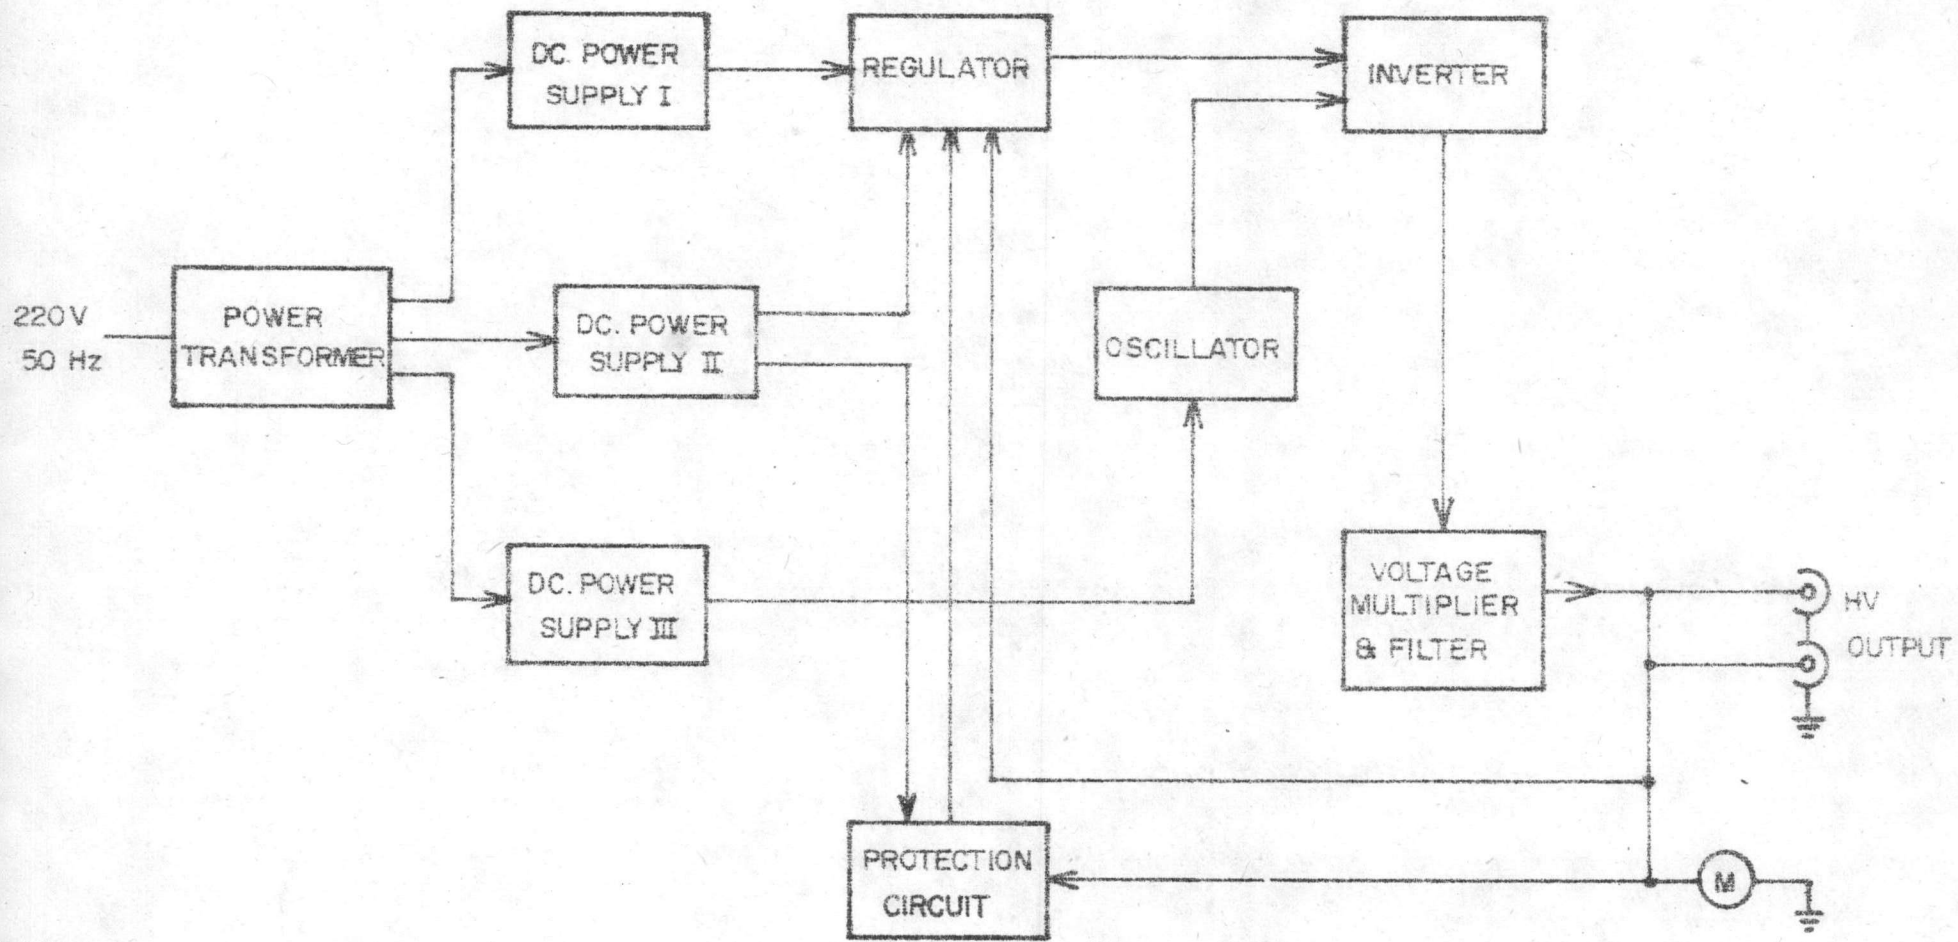 DC. POWER
SUPPLY I
REGULATOR
INVERTER
220V
50 Hz
POWER
TRANSFORMER
DC. POWER
SUPPLY II
OSCILLATOR
DC. POWER
SUPPLY III
VOLTAGE
MULTIPLIER
& FILTER
HV
OUTPUT
PROTECTION
CIRCUIT
M